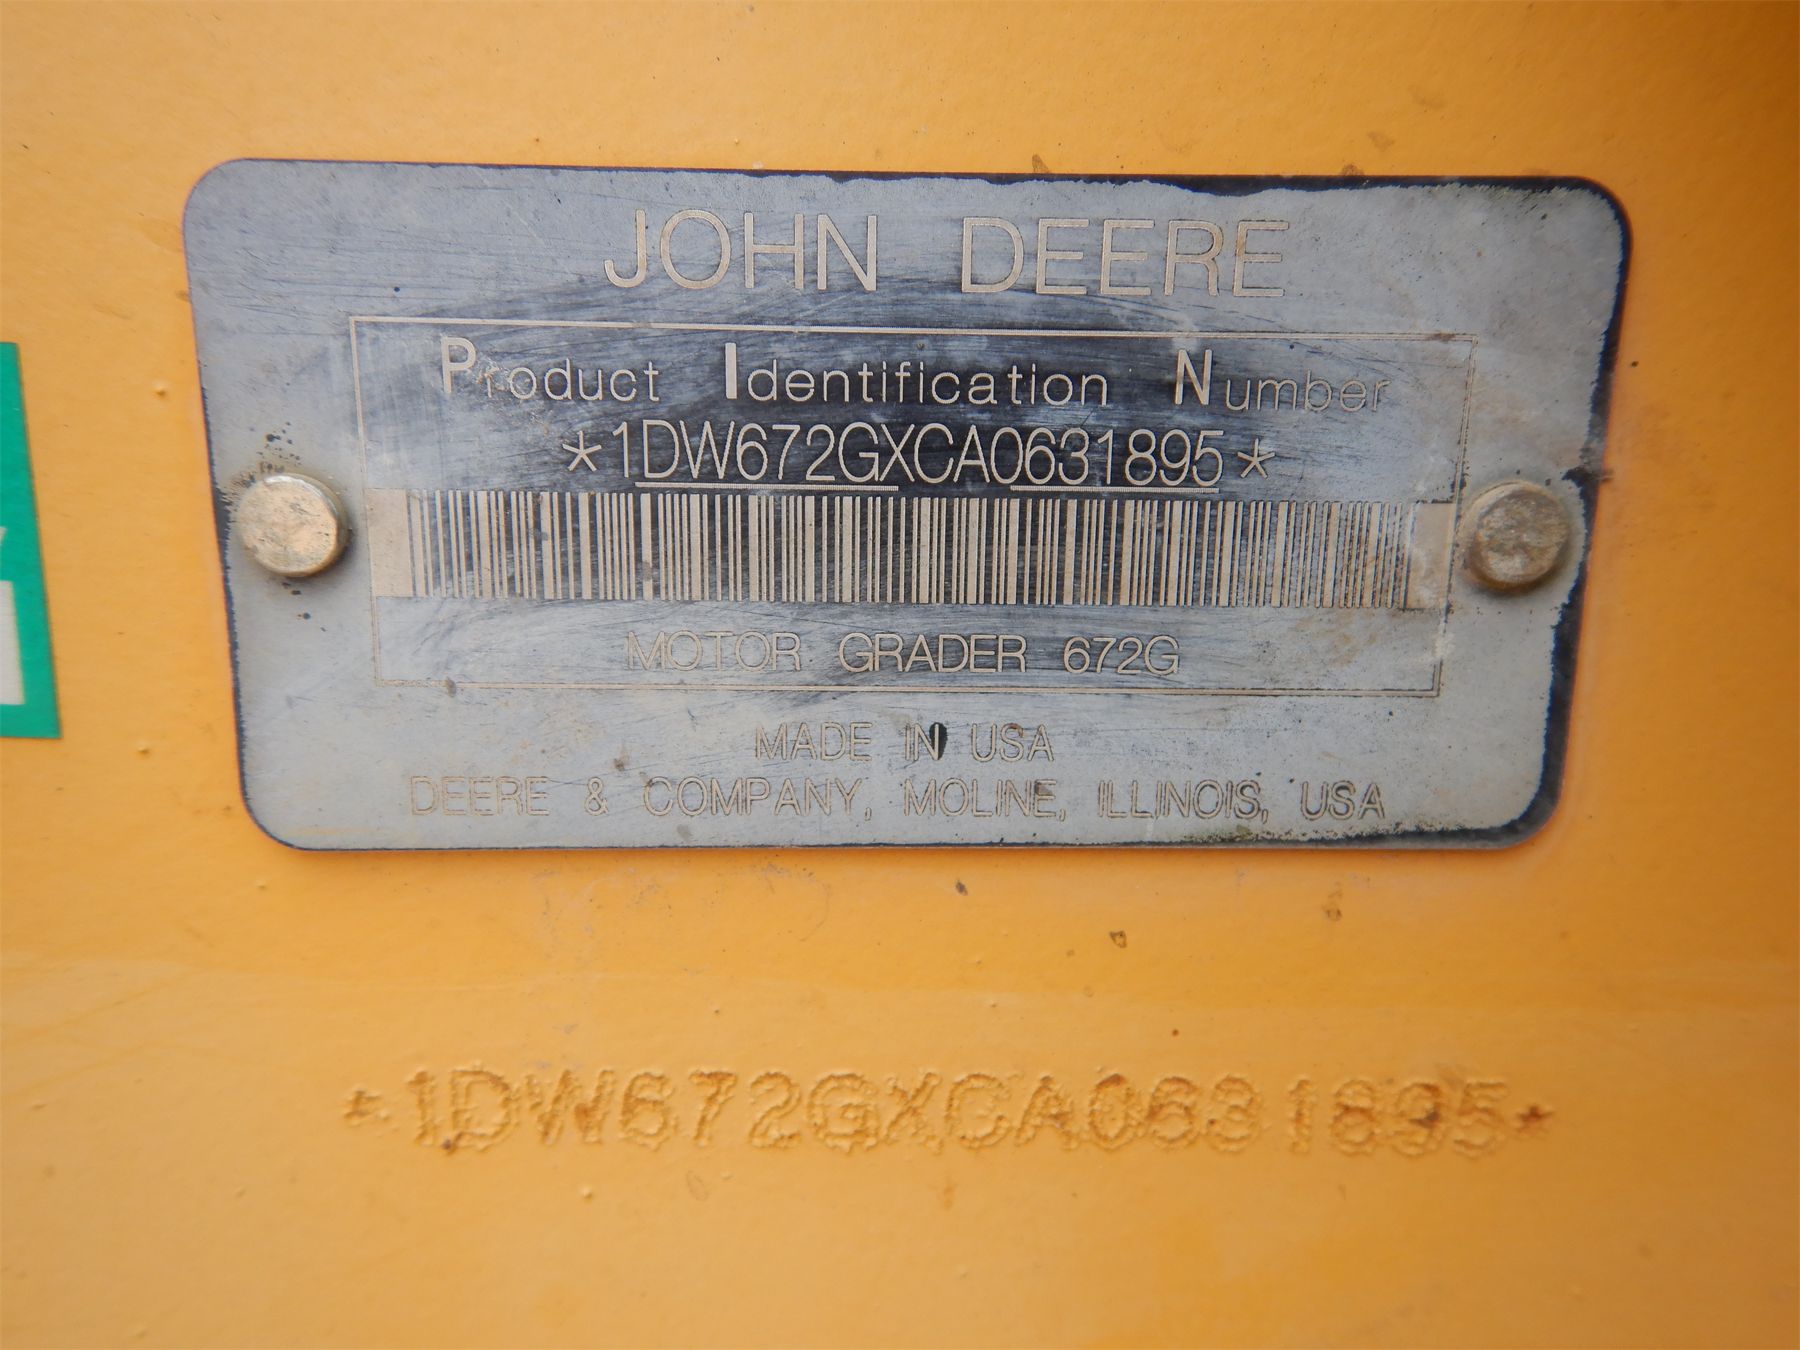 JOHN DEERE
Product Identification Number
*1DW672GXCA0631895*
MOTOR GRADER 672G
MADE IN USA
DEERE & COMPANY, MOLINE, ILLINOIS, USA
*1DW672GXCA0631895*